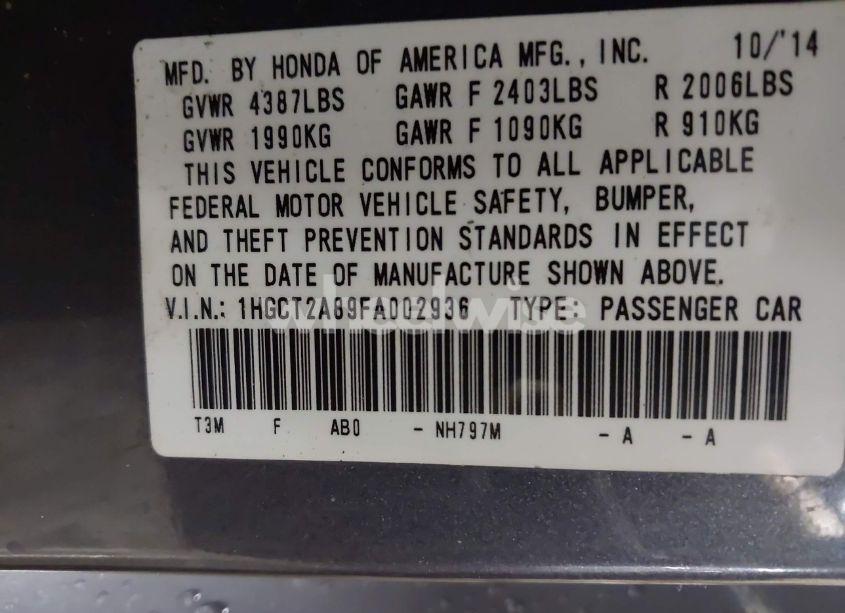 MFD. BY HONDA OF AMERICA MFG., INC. 10/'14
GVWR 4387LBS GAWR F 2403LBS R 2006LBS
GVWR 1990KG GAWR F 1090KG R 910KG
THIS VEHICLE CONFORMS TO ALL APPLICABLE
FEDERAL MOTOR VEHICLE SAFETY, BUMPER,
AND THEFT PREVENTION STANDARDS IN EFFECT
ON THE DATE OF MANUFACTURE SHOWN ABOVE.
V.I.N.: 1HGCT2A89FA002936 TYPE: PASSENGER CAR
wheelwise
T3M F AB0 - NH797M - A - A